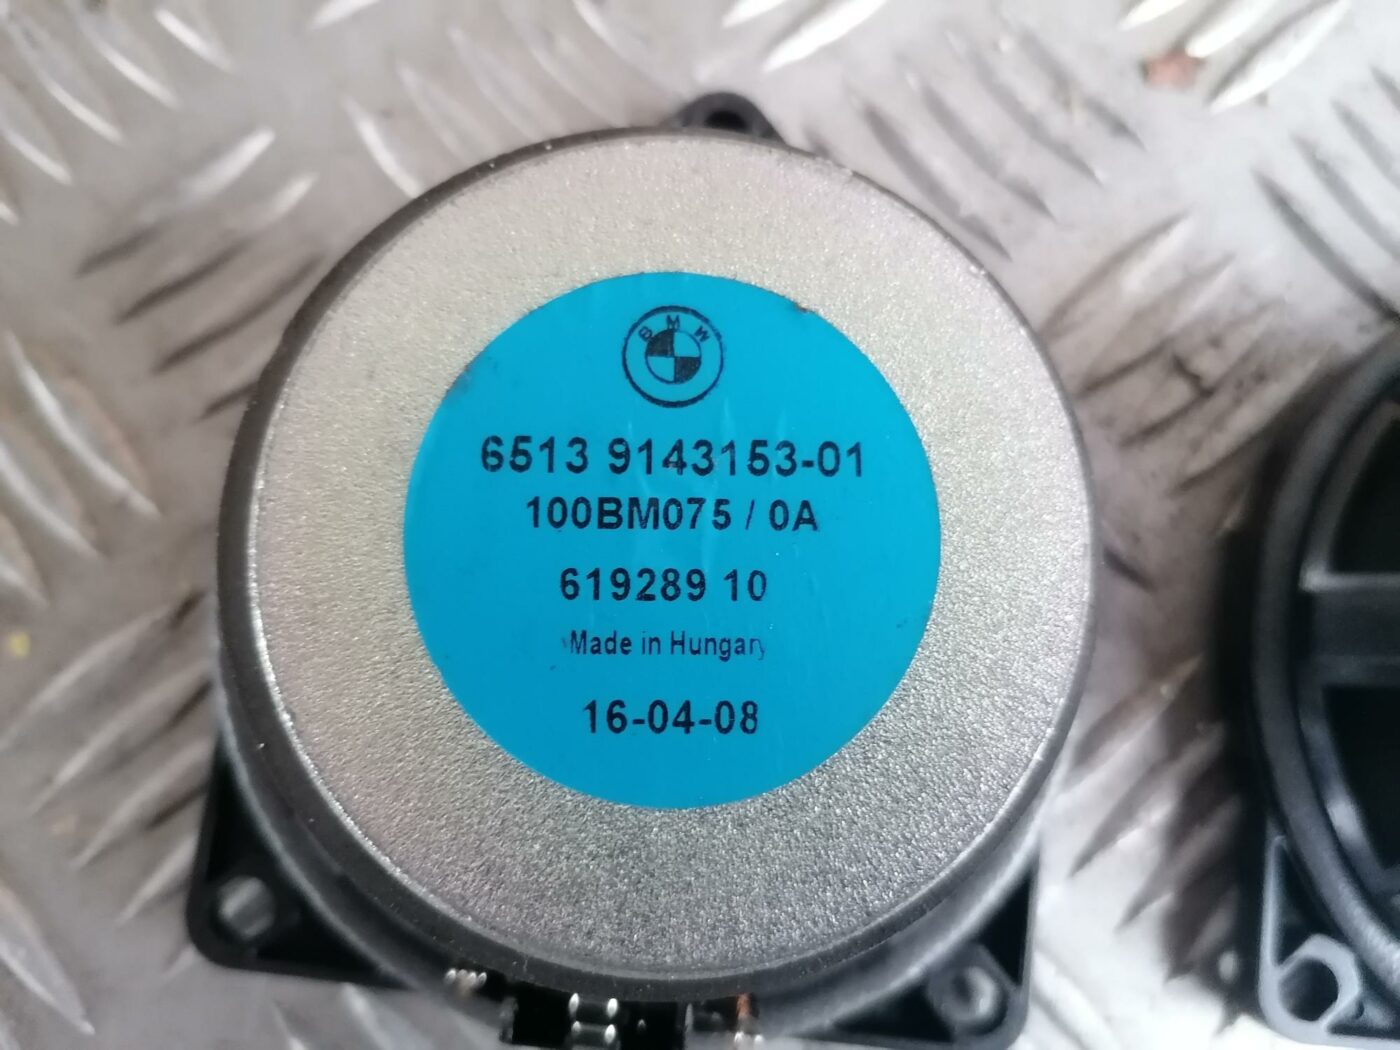 BMW
6513 9143153-01
100BM075 / 0A
619289 10
Made in Hungary
16-04-08